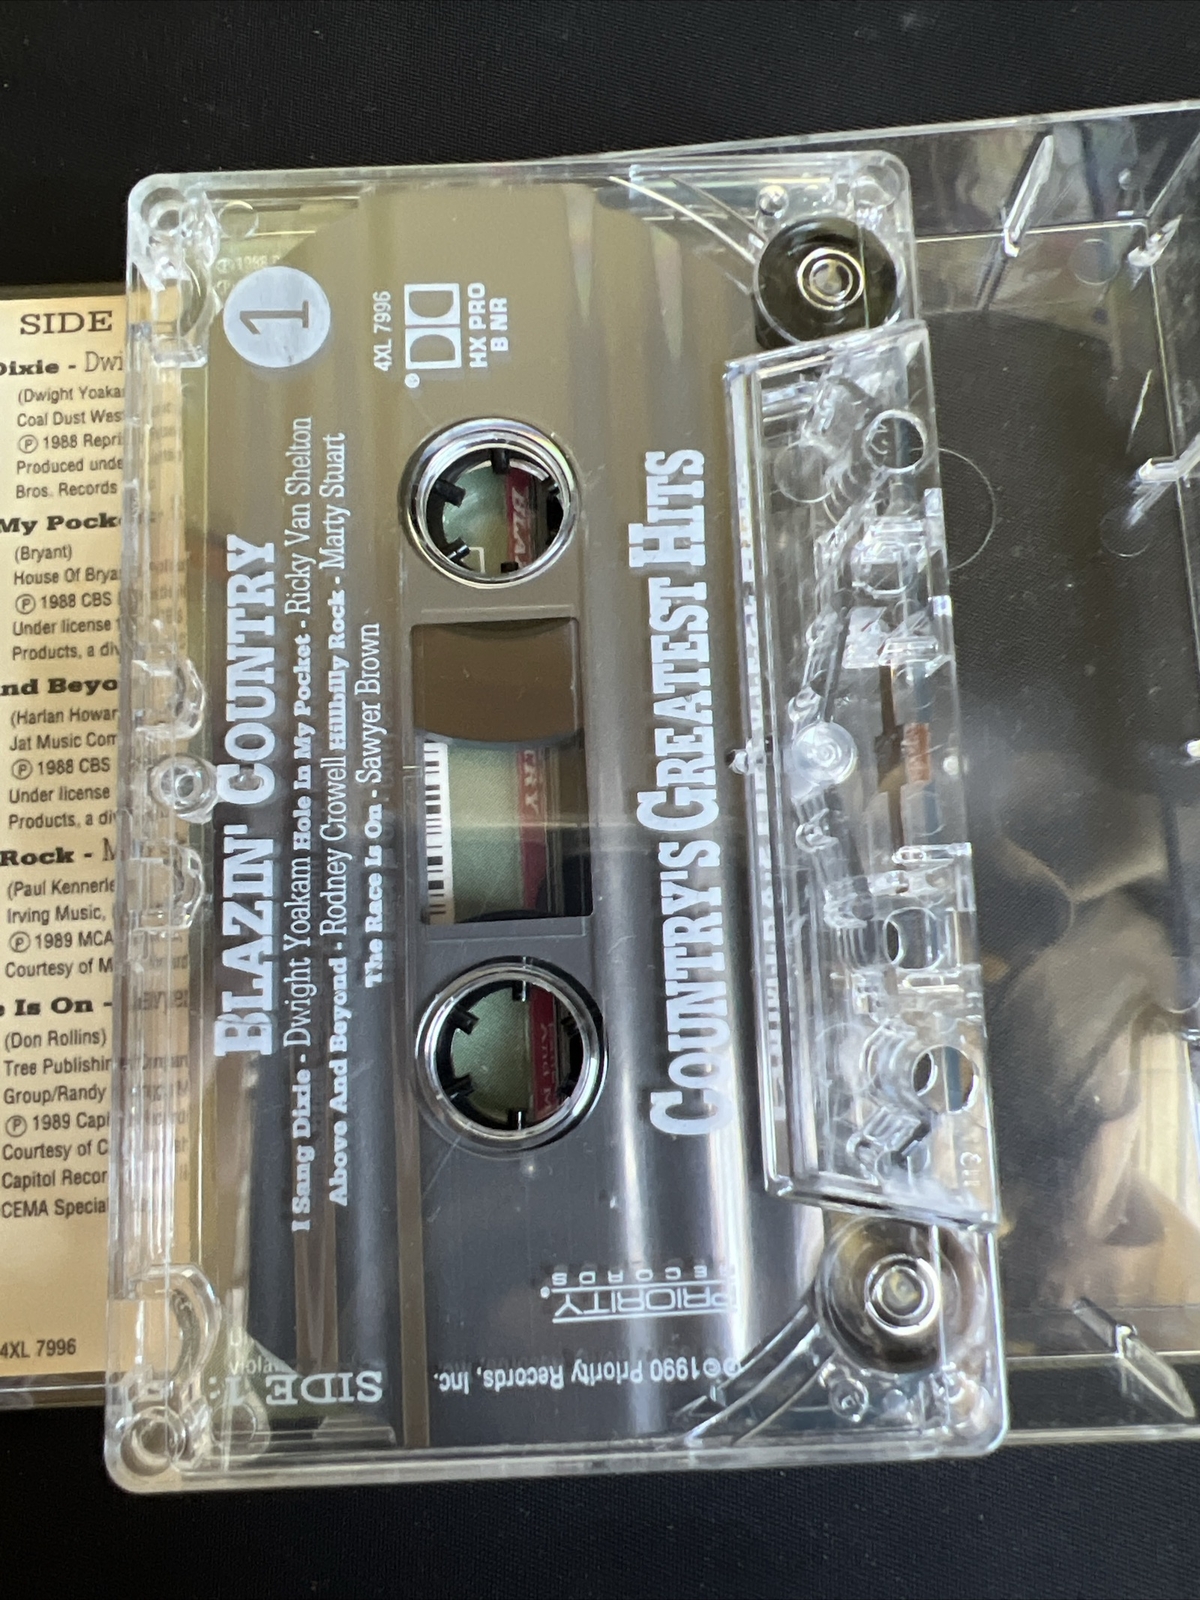 BLAZIN' COUNTRY
I Sang Dixie - Dwight Yoakam Hole In My Pocket - Ricky Van Shelton
Above And Beyond - Rodney Crowell Hillbilly Rock - Marty Stuart
The Race Is On - Sawyer Brown
1
4XL 7996
HX PRO
B NR
COUNTRY'S GREATEST HITS
PRIORITY
RECORDS
℗©1990 Priority Records, Inc.
SIDE 1:
SIDE
Dixie - Dwi
(Dwight Yoaka
Coal Dust Wes
℗ 1988 Repri
Produced unde
Bros. Records
My Pocke
(Bryant)
House Of Brya
℗ 1988 CBS
Under license
Products, a div
nd Beyo
(Harlan Howar
Jat Music Com
℗ 1988 CBS
Under license
Products, a di
Rock - M
(Paul Kennerle
Irving Music,
℗ 1989 MCA
Courtesy of M
e Is On -
(Don Rollins)
Tree Publishin
Group/Randy
℗ 1989 Capi
Courtesy of C
Capitol Recor
CEMA Special
4XL 7996